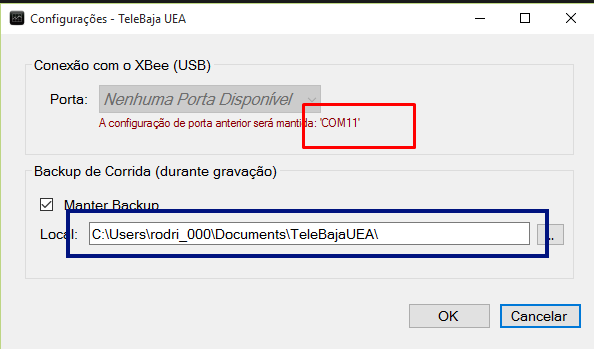 Configurações - TeleBaja UEA
Conexão com o XBee (USB)
Porta: Nenhuma Porta Disponível
A configuração de porta anterior será mantida: 'COM11'
Backup de Corrida (durante gravação)
Manter Backup
Local: C:\Users\rodri_000\Documents\TeleBajaUEA\ ...
OK Cancelar